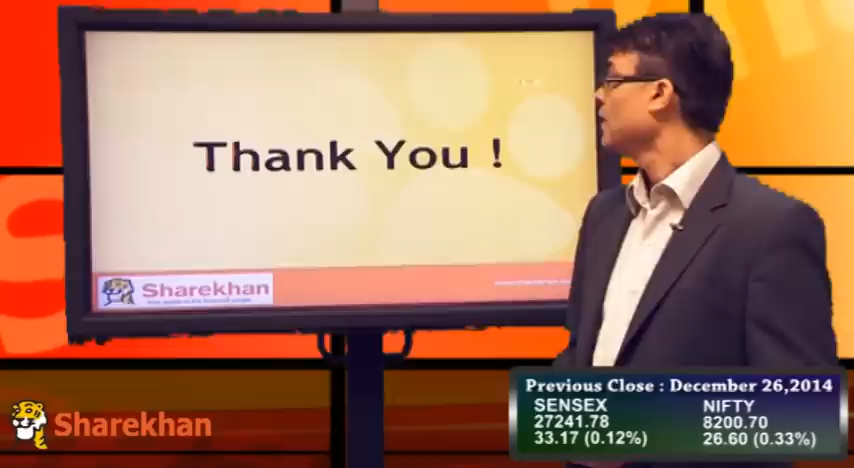 Thank You !
Sharekhan
Sharekhan
Previous Close : December 26,2014
SENSEX NIFTY
27241.78 8200.70
33.17 (0.12%) 26.60 (0.33%)